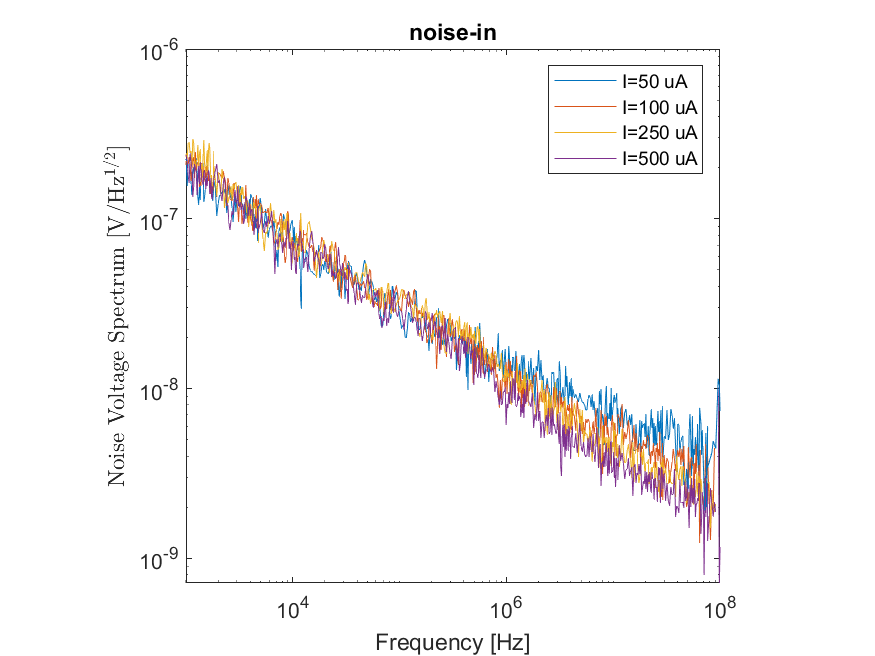 noise-in
10^-6
I=50 uA
I=100 uA
I=250 uA
I=500 uA
10^-7
10^-8
10^-9
Noise Voltage Spectrum [V/Hz^1/2]
10^4
10^6
10^8
Frequency [Hz]